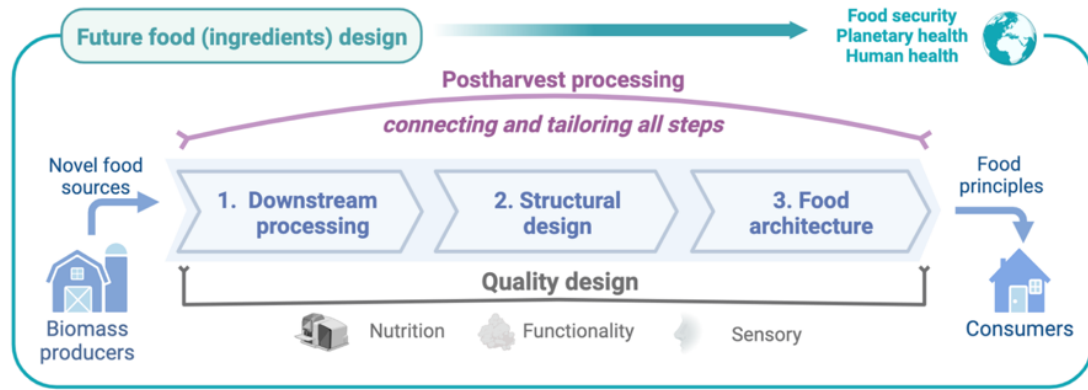 Future food (ingredients) design
Food security
Planetary health
Human health
Postharvest processing
connecting and tailoring all steps
Novel food
sources
1. Downstream
processing
2. Structural
design
3. Food
architecture
Food
principles
Quality design
Biomass
producers
Nutrition
Functionality
Sensory
Consumers